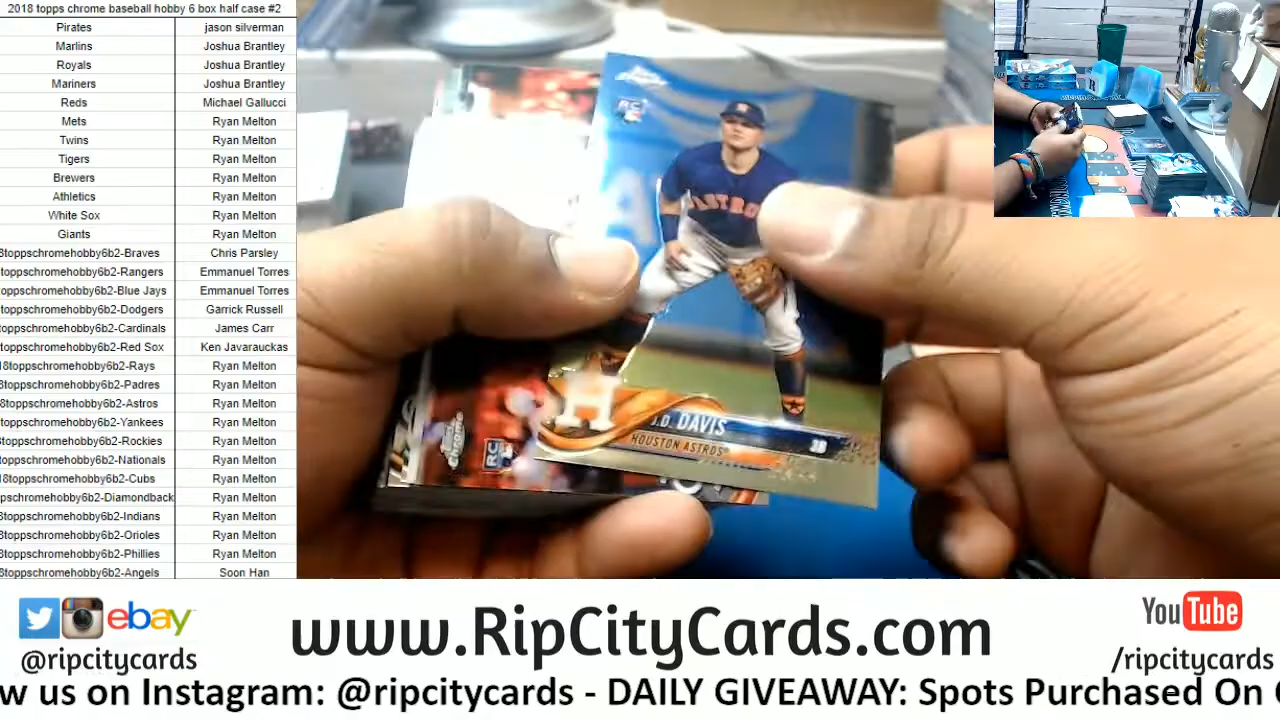 2018 topps chrome baseball hobby 6 box half case #2
Pirates jason silverman
Marlins Joshua Brantley
Royals Joshua Brantley
Mariners Joshua Brantley
Reds Michael Gallucci
Mets Ryan Melton
Twins Ryan Melton
Tigers Ryan Melton
Brewers Ryan Melton
Athletics Ryan Melton
White Sox Ryan Melton
Giants Ryan Melton
8toppschromehobby6b2-Braves Chris Parsley
toppschromehobby6b2-Rangers Emmanuel Torres
oppschromehobby6b2-Blue Jays Emmanuel Torres
toppschromehobby6b2-Dodgers Garrick Russell
oppschromehobby6b2-Cardinals James Carr
toppschromehobby6b2-Red Sox Ken Javarauckas
18toppschromehobby6b2-Rays Ryan Melton
8toppschromehobby6b2-Padres Ryan Melton
8toppschromehobby6b2-Astros Ryan Melton
toppschromehobby6b2-Yankees Ryan Melton
toppschromehobby6b2-Rockies Ryan Melton
toppschromehobby6b2-Nationals Ryan Melton
18toppschromehobby6b2-Cubs Ryan Melton
pschromehobby6b2-Diamondback Ryan Melton
8toppschromehobby6b2-Indians Ryan Melton
8toppschromehobby6b2-Orioles Ryan Melton
8toppschromehobby6b2-Phillies Ryan Melton
8toppschromehobby6b2-Angels Soon Han
RC
ASTRO
H
J.D. DAVIS
HOUSTON ASTROS
Chrome
RC
ebay
@ripcitycards
www.RipCityCards.com
YouTube
/ripcitycards
w us on Instagram: @ripcitycards - DAILY GIVEAWAY: Spots Purchased On